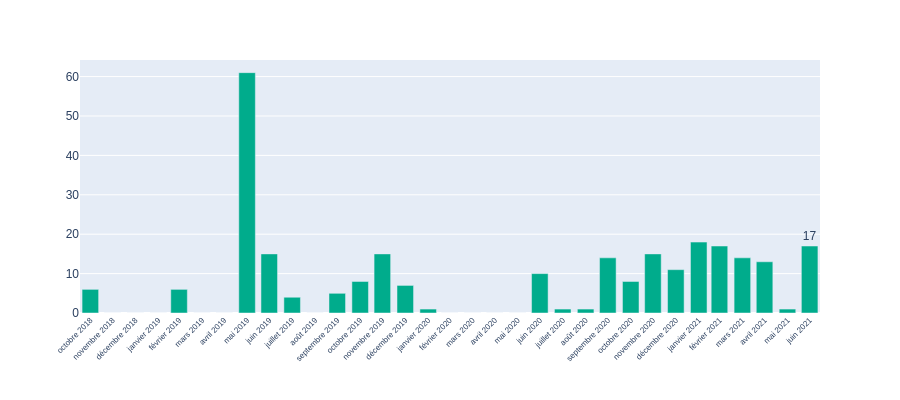 60
50
40
30
20
10
0
17
octobre 2018
novembre 2018
décembre 2018
janvier 2019
février 2019
mars 2019
avril 2019
mai 2019
juin 2019
juillet 2019
août 2019
septembre 2019
octobre 2019
novembre 2019
décembre 2019
janvier 2020
février 2020
mars 2020
avril 2020
mai 2020
juin 2020
juillet 2020
août 2020
septembre 2020
octobre 2020
novembre 2020
décembre 2020
janvier 2021
février 2021
mars 2021
avril 2021
mai 2021
juin 2021